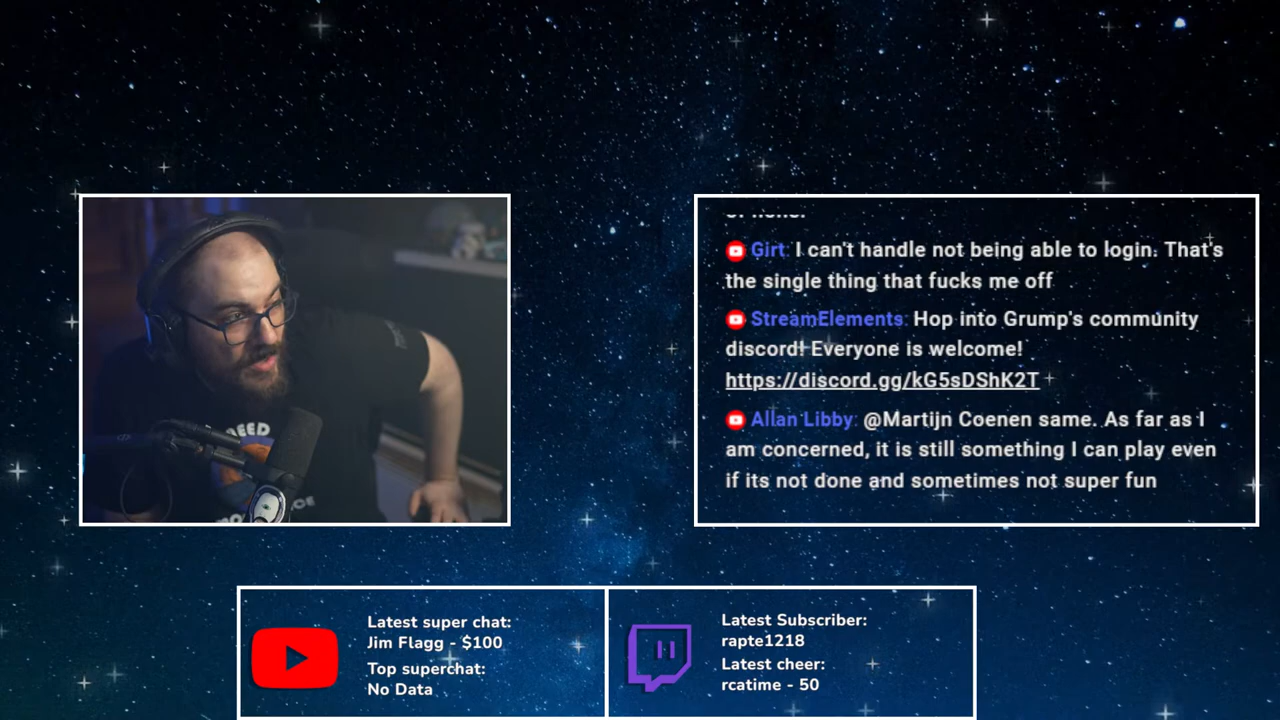 Girt: I can't handle not being able to login. That's
the single thing that fucks me off
StreamElements: Hop into Grump's community
discord! Everyone is welcome!
https://discord.gg/kG5sDShK2T
Allan Libby: @Martijn Coenen same. As far as I
am concerned, it is still something I can play even
if its not done and sometimes not super fun
Latest super chat:
Jim Flagg - $100
Top superchat:
No Data
Latest Subscriber:
rapte1218
Latest cheer:
rcatime - 50